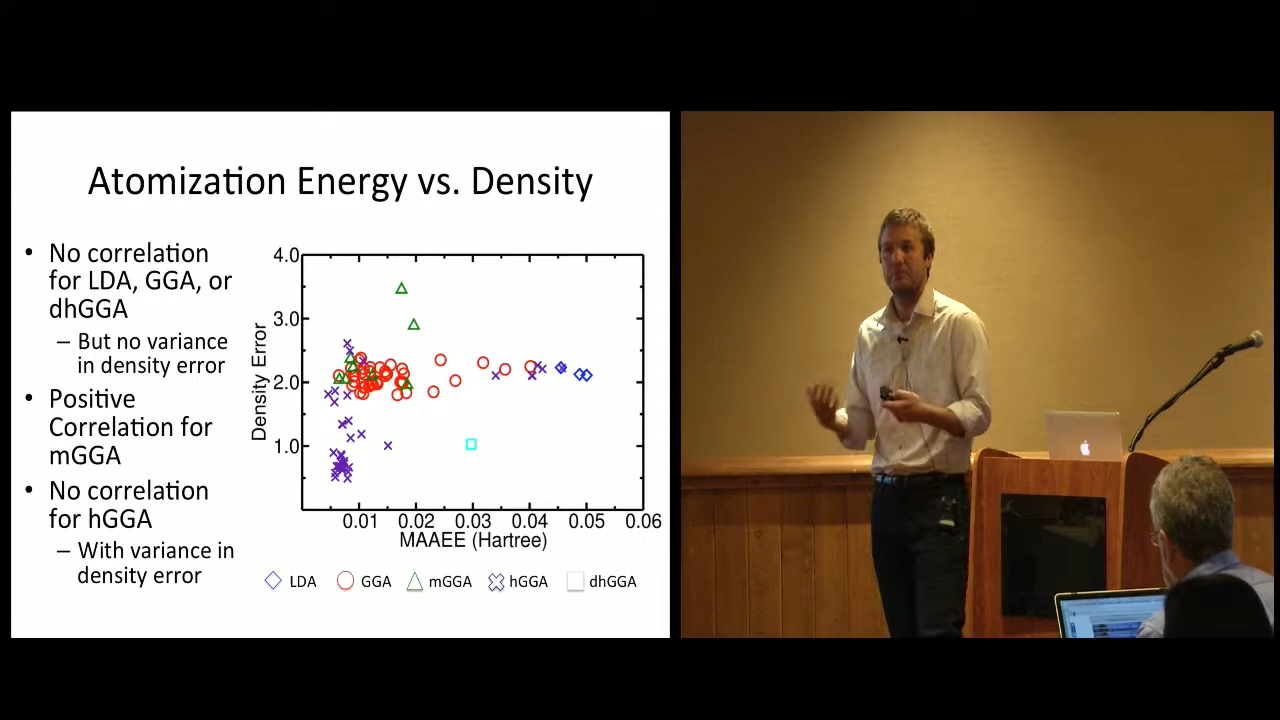 Atomization Energy vs. Density
• No correlation
for LDA, GGA, or
dhGGA
– But no variance
in density error
• Positive
Correlation for
mGGA
• No correlation
for hGGA
– With variance in
density error
4.0
3.0
2.0
1.0
Density Error
0.01 0.02 0.03 0.04 0.05 0.06
MAAEE (Hartree)
LDA GGA mGGA hGGA dhGGA